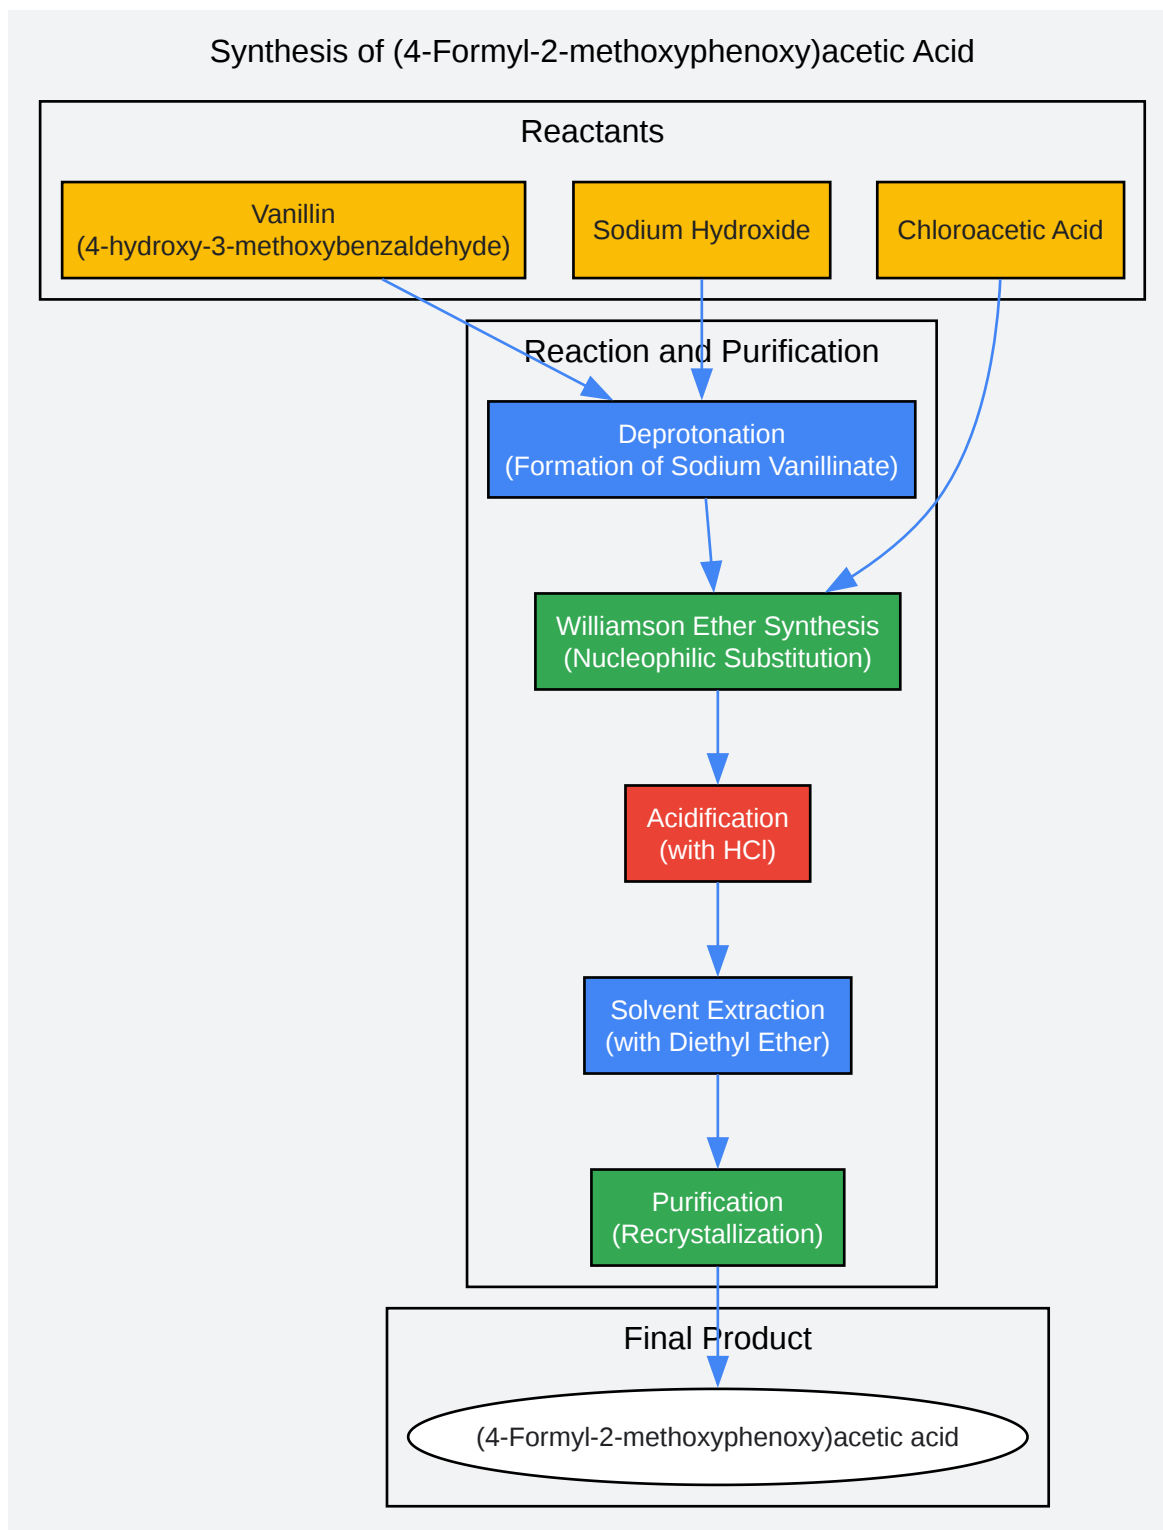 Synthesis of (4-Formyl-2-methoxyphenoxy)acetic Acid
Reactants
Vanillin
(4-hydroxy-3-methoxybenzaldehyde)
Sodium Hydroxide
Chloroacetic Acid
Reaction and Purification
Deprotonation
(Formation of Sodium Vanillinate)
Williamson Ether Synthesis
(Nucleophilic Substitution)
Acidification
(with HCl)
Solvent Extraction
(with Diethyl Ether)
Purification
(Recrystallization)
Final Product
(4-Formyl-2-methoxyphenoxy)acetic acid